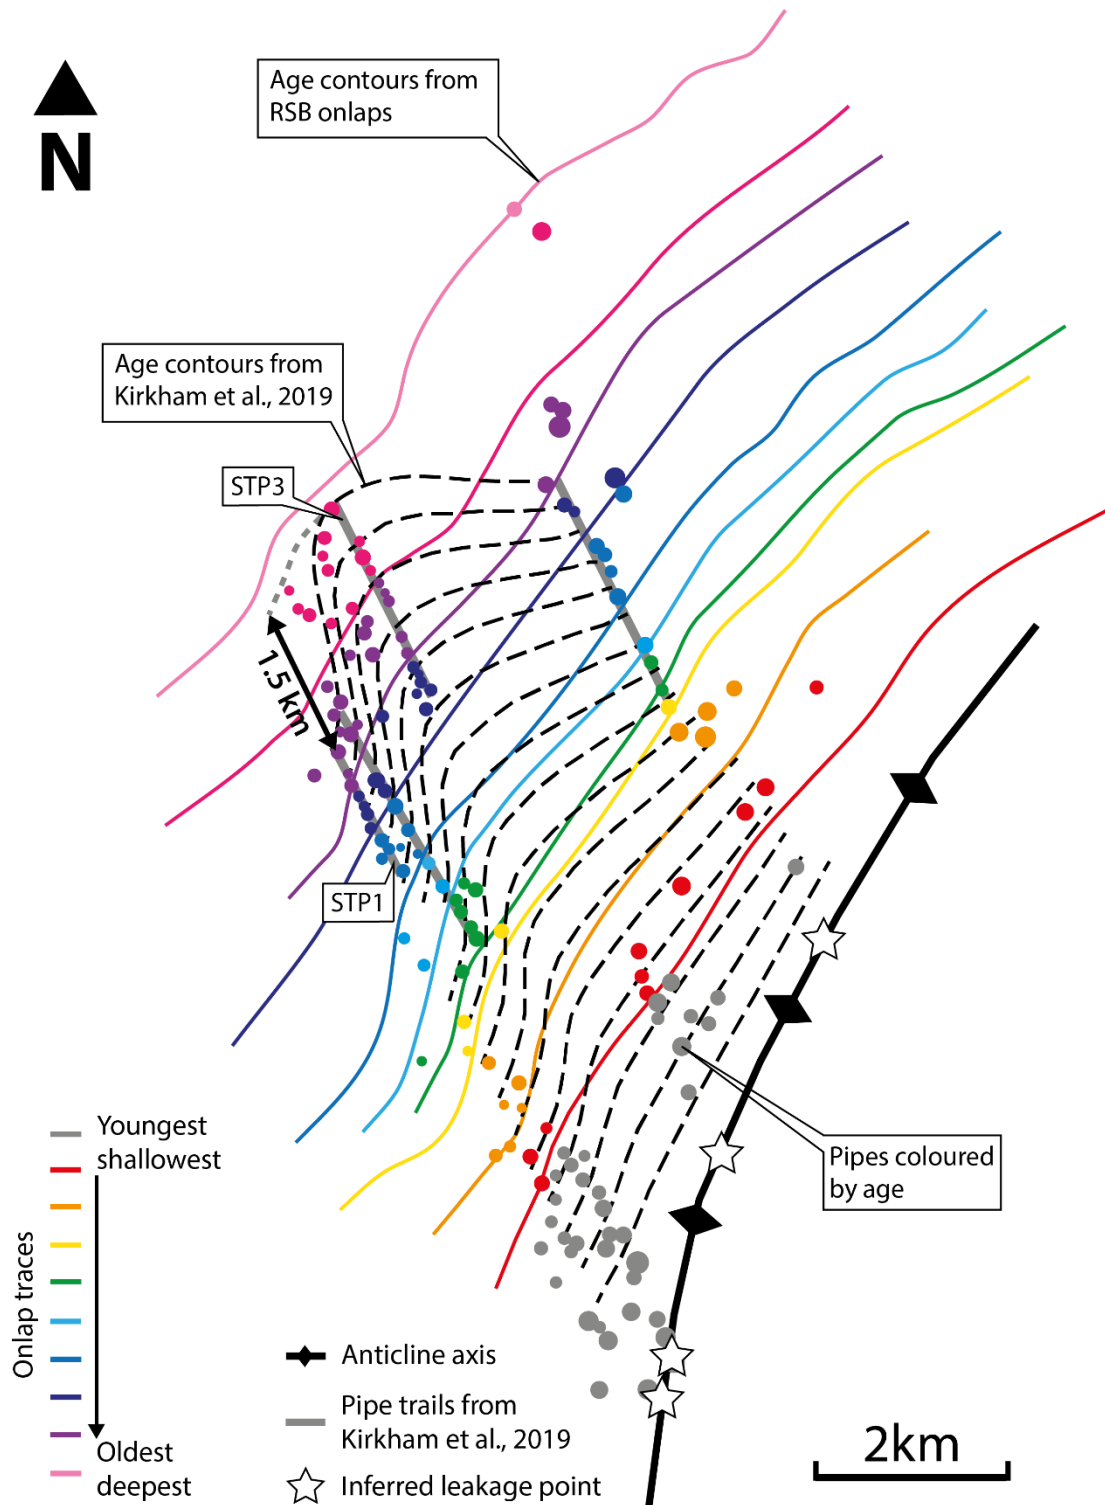 Age contours from
RSB onlaps
N
Age contours from
Kirkham et al., 2019
STP3
1.5 km
STP1
Youngest
shallowest
Pipes coloured
by age
Onlap traces
Anticline axis
Pipe trails from
Kirkham et al., 2019
2km
Oldest
deepest
Inferred leakage point